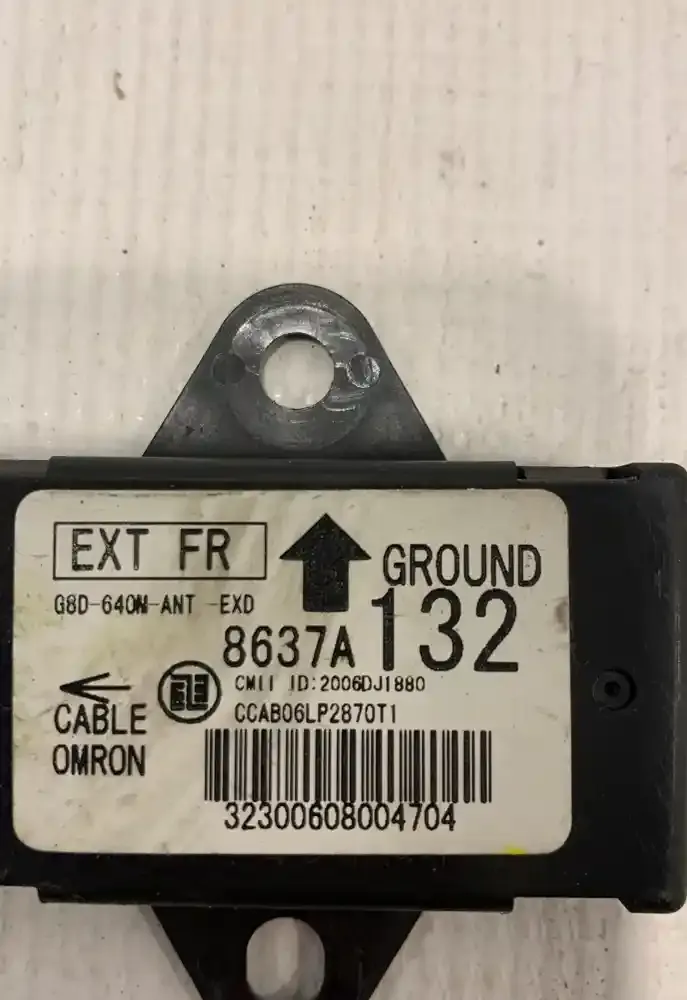 EXT FR
GROUND
G8D-640M-ANT -EXD
8637A 132
CMII ID:2006DJ1880
CCAB06LP2870T1
CABLE
OMRON
32300608004704